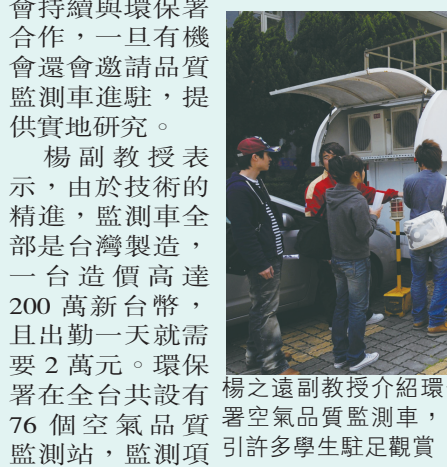 會持續與環保署
合作，一旦有機
會還會邀請品質
監測車進駐，提
供實地研究。
楊副教授表
示，由於技術的
精進，監測車全
部是台灣製造，
一台造價高達
200 萬新台幣，
且出勤一天就需
要 2 萬元。環保
署在全台共設有
76 個空氣品質
監測站，監測項
楊之遠副教授介紹環
署空氣品質監測車，
引許多學生駐足觀賞